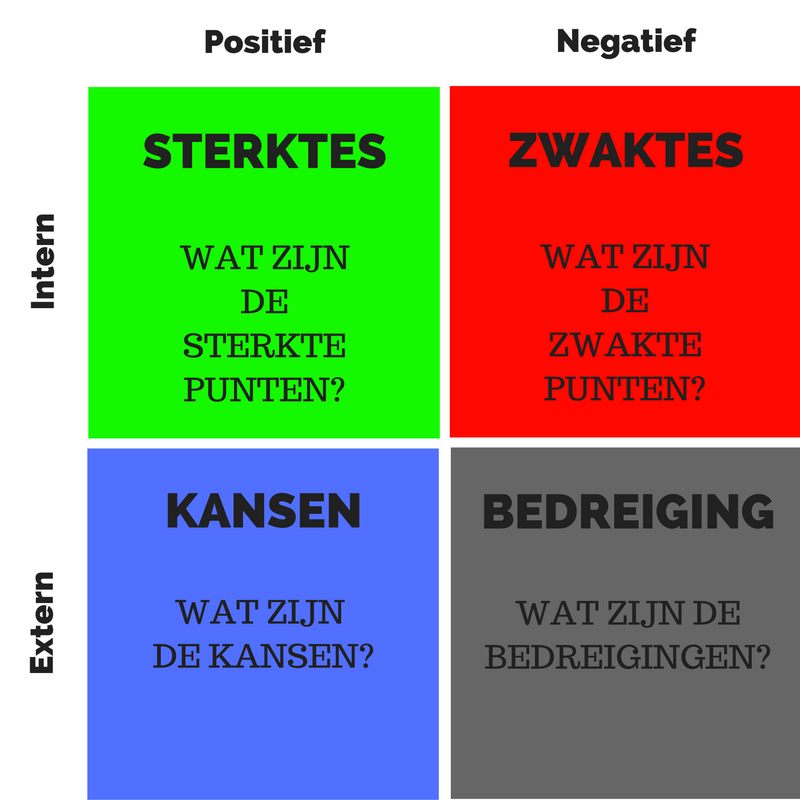 Positief
Negatief
Intern
STERKTES
WAT ZIJN
DE
STERKTE
PUNTEN?
ZWAKTES
WAT ZIJN
DE
ZWAKTE
PUNTEN?
Extern
KANSEN
WAT ZIJN
DE KANSEN?
BEDREIGING
WAT ZIJN DE
BEDREIGINGEN?